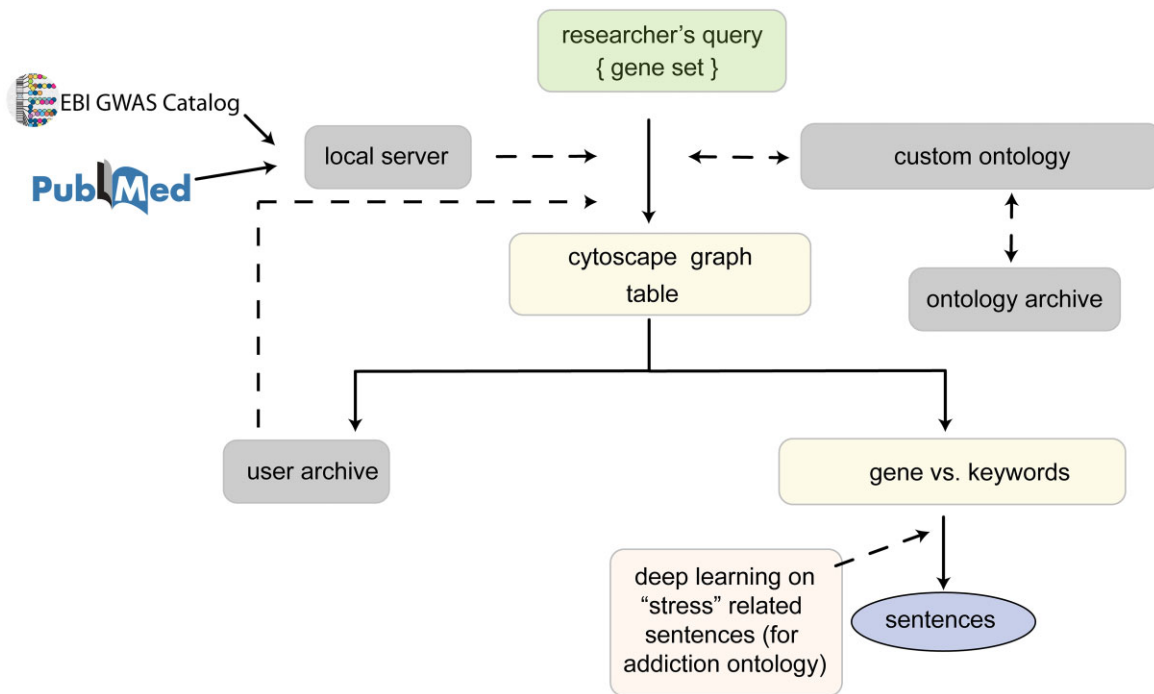 researcher's query
{ gene set }
EBI GWAS Catalog
PubMed
local server
custom ontology
cytoscape graph
table
ontology archive
user archive
gene vs. keywords
deep learning on
“stress” related
sentences (for
addiction ontology)
sentences